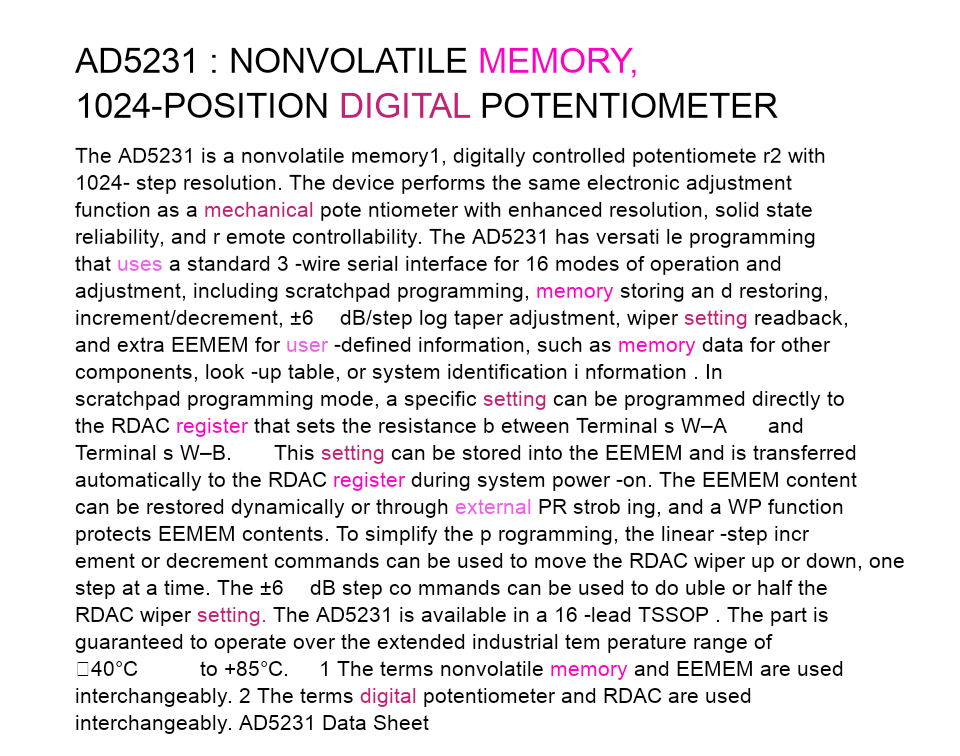 AD5231 : NONVOLATILE MEMORY,
1024-POSITION DIGITAL POTENTIOMETER
The AD5231 is a nonvolatile memory1, digitally controlled potentiomete r2 with
1024- step resolution. The device performs the same electronic adjustment
function as a mechanical pote ntiometer with enhanced resolution, solid state
reliability, and r emote controllability. The AD5231 has versati le programming
that uses a standard 3 -wire serial interface for 16 modes of operation and
adjustment, including scratchpad programming, memory storing an d restoring,
increment/decrement, ±6 dB/step log taper adjustment, wiper setting readback,
and extra EEMEM for user -defined information, such as memory data for other
components, look -up table, or system identification i nformation . In
scratchpad programming mode, a specific setting can be programmed directly to
the RDAC register that sets the resistance b etween Terminal s W–A and
Terminal s W–B. This setting can be stored into the EEMEM and is transferred
automatically to the RDAC register during system power -on. The EEMEM content
can be restored dynamically or through external PR strob ing, and a WP function
protects EEMEM contents. To simplify the p rogramming, the linear -step incr
ement or decrement commands can be used to move the RDAC wiper up or down, one
step at a time. The ±6 dB step co mmands can be used to do uble or half the
RDAC wiper setting. The AD5231 is available in a 16 -lead TSSOP . The part is
guaranteed to operate over the extended industrial tem perature range of
40°C to +85°C. 1 The terms nonvolatile memory and EEMEM are used
interchangeably. 2 The terms digital potentiometer and RDAC are used
interchangeably. AD5231 Data Sheet